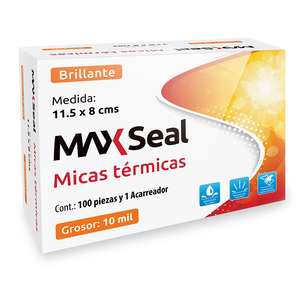 Brillante
Medida:
11.5 x 8 cms
MAXSeal
Micas térmicas
Cont.: 100 piezas y 1 Acarreador
Grosor: 10 mil